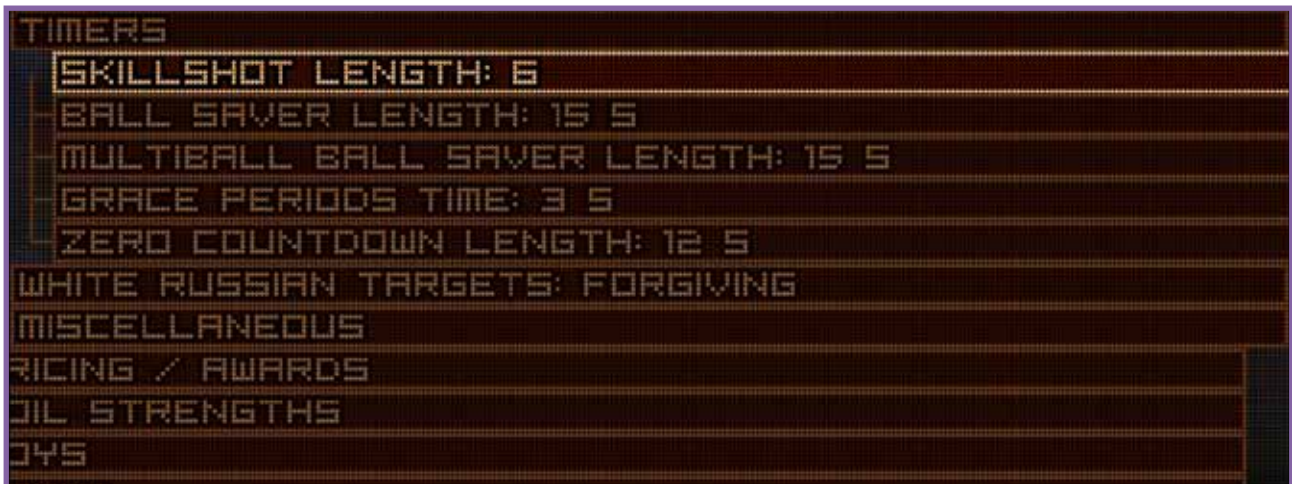 TIMERS
SKILLSHOT LENGTH: 6
BALL SAVER LENGTH: 15 S
MULTIBALL BALL SAVER LENGTH: 15 S
GRACE PERIODS TIME: 3 S
ZERO COUNTDOWN LENGTH: 12 S
WHITE RUSSIAN TARGETS: FORGIVING
MISCELLANEOUS
RICING / AWARDS
OIL STRENGTHS
OYS